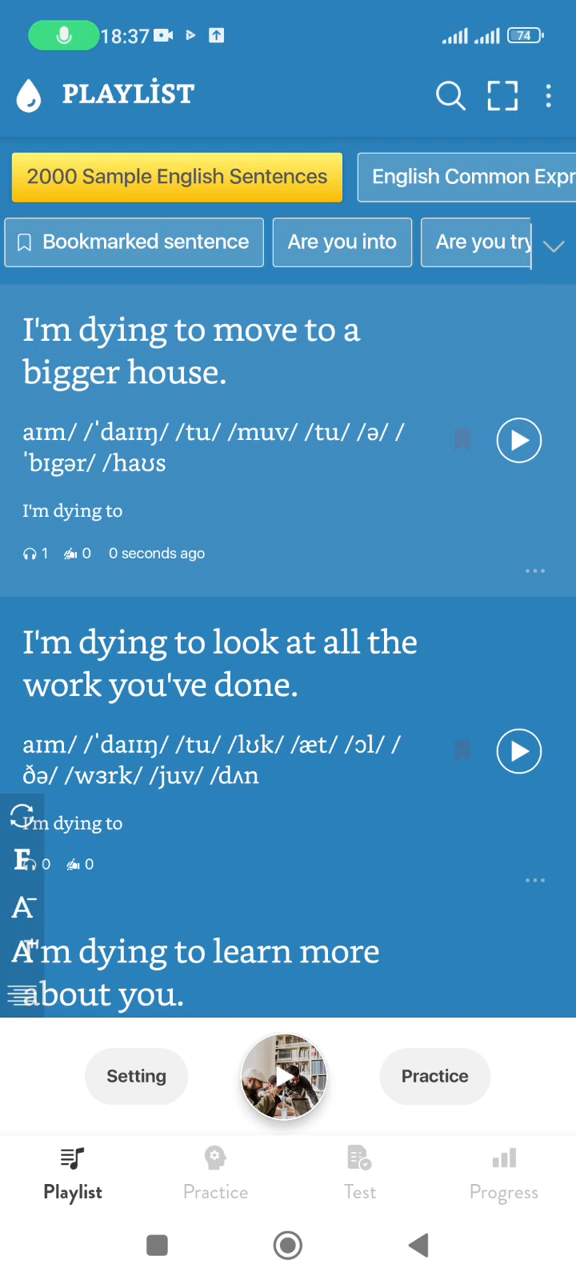 18:37
74
PLAYLİST
2000 Sample English Sentences
English Common Expr
Bookmarked sentence
Are you into
Are you try
I'm dying to move to a
bigger house.
aɪm/ /ˈdaɪɪŋ/ /tu/ /muv/ /tu/ /ə/ /
ˈbɪgər/ /haʊs
I'm dying to
1 0 0 seconds ago
I'm dying to look at all the
work you've done.
aɪm/ /ˈdaɪɪŋ/ /tu/ /lʊk/ /æt/ /ɔl/ /
ðə/ /wɜrk/ /juv/ /dʌn
I'm dying to
F 0 0
A-
ATH
I'm dying to learn more
about you.
Setting
Practice
Playlist
Practice
Test
Progress